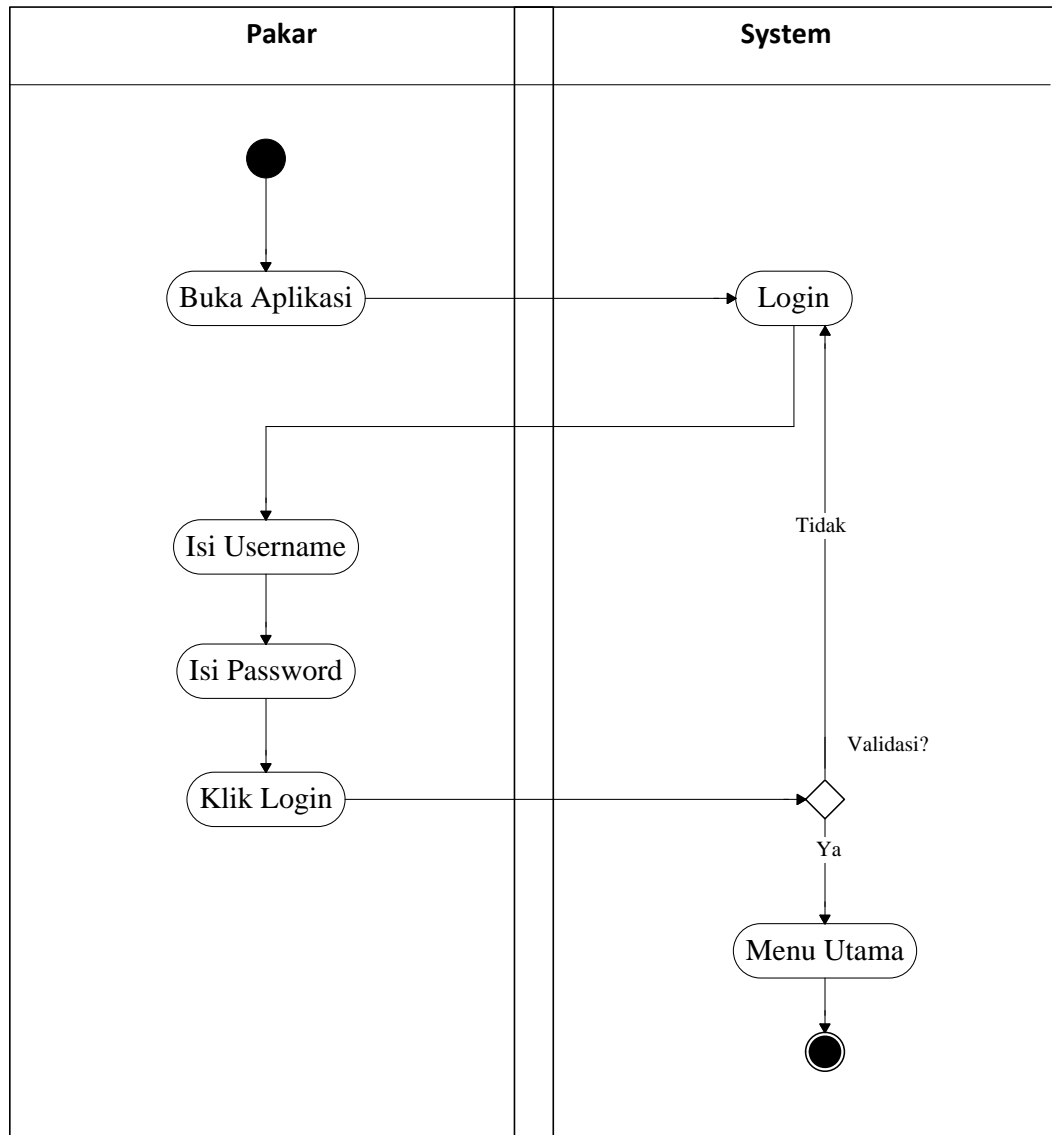 Pakar
System
Buka Aplikasi
Login
Isi Username
Tidak
Isi Password
Validasi?
Klik Login
Ya
Menu Utama